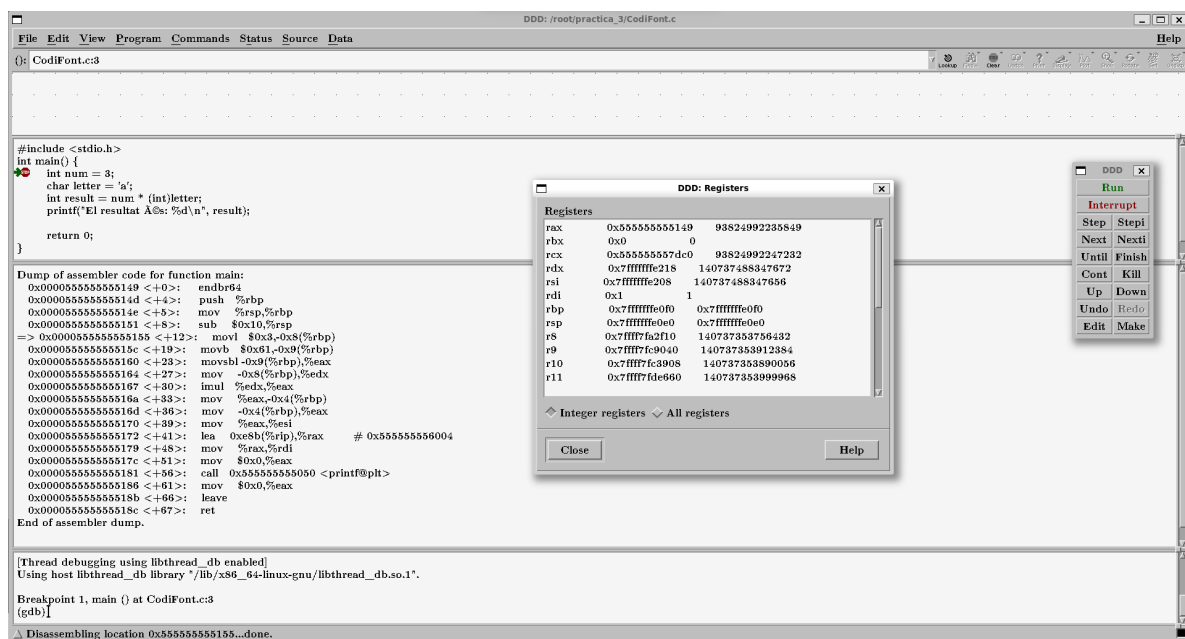 DDD: /root/practica_3/CodiFont.c
File Edit View Program Commands Status Source Data Help
(): CodiFont.c:3
Lookup Clear
#include <stdio.h>
int main() {
int num = 3;
char letter = 'a';
int result = num * (int)letter;
printf("El resultat Ã©s: %d\n", result);
return 0;
}
Dump of assembler code for function main:
0x0000555555555149 <+0>: endbr64
0x000055555555514d <+4>: push %rbp
0x000055555555514e <+5>: mov %rsp,%rbp
0x0000555555555151 <+8>: sub $0x10,%rsp
=> 0x0000555555555155 <+12>: movl $0x3,-0x8(%rbp)
0x000055555555515c <+19>: movb $0x61,-0x9(%rbp)
0x0000555555555160 <+23>: movsbl -0x9(%rbp),%eax
0x0000555555555164 <+27>: mov -0x8(%rbp),%edx
0x0000555555555167 <+30>: imul %edx,%eax
0x000055555555516a <+33>: mov %eax,-0x4(%rbp)
0x000055555555516d <+36>: mov -0x4(%rbp),%eax
0x0000555555555170 <+39>: mov %eax,%esi
0x0000555555555172 <+41>: lea 0xe8b(%rip),%rax # 0x555555556004
0x0000555555555179 <+48>: mov %rax,%rdi
0x000055555555517c <+51>: mov $0x0,%eax
0x0000555555555181 <+56>: call 0x555555555050 <printf@plt>
0x0000555555555186 <+61>: mov $0x0,%eax
0x000055555555518b <+66>: leave
0x000055555555518c <+67>: ret
End of assembler dump.
[Thread debugging using libthread_db enabled]
Using host libthread_db library "/lib/x86_64-linux-gnu/libthread_db.so.1".
Breakpoint 1, main () at CodiFont.c:3
(gdb)
Disassembling location 0x555555555155...done.
DDD: Registers
Registers
rax 0x555555555149 93824992235849
rbx 0x0 0
rcx 0x555555557dc0 93824992247232
rdx 0x7fffffffe218 140737488347672
rsi 0x7fffffffe208 140737488347656
rdi 0x1 1
rbp 0x7fffffffe0f0 0x7fffffffe0f0
rsp 0x7fffffffe0e0 0x7fffffffe0e0
r8 0x7ffff7fa2f10 140737353756432
r9 0x7ffff7fc9040 140737353912384
r10 0x7ffff7fc3908 140737353890056
r11 0x7ffff7fde660 140737353999968
Integer registers All registers
Close Help
DDD
Run
Interrupt
Step Stepi
Next Nexti
Until Finish
Cont Kill
Up Down
Undo Redo
Edit Make